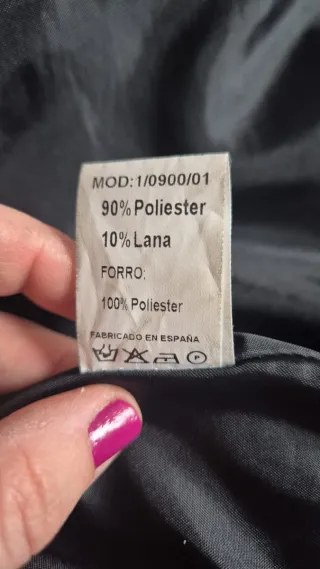 MOD:1/0900/01
90% Poliester
10% Lana
FORRO:
100% Poliester
FABRICADO EN ESPAÑA
P